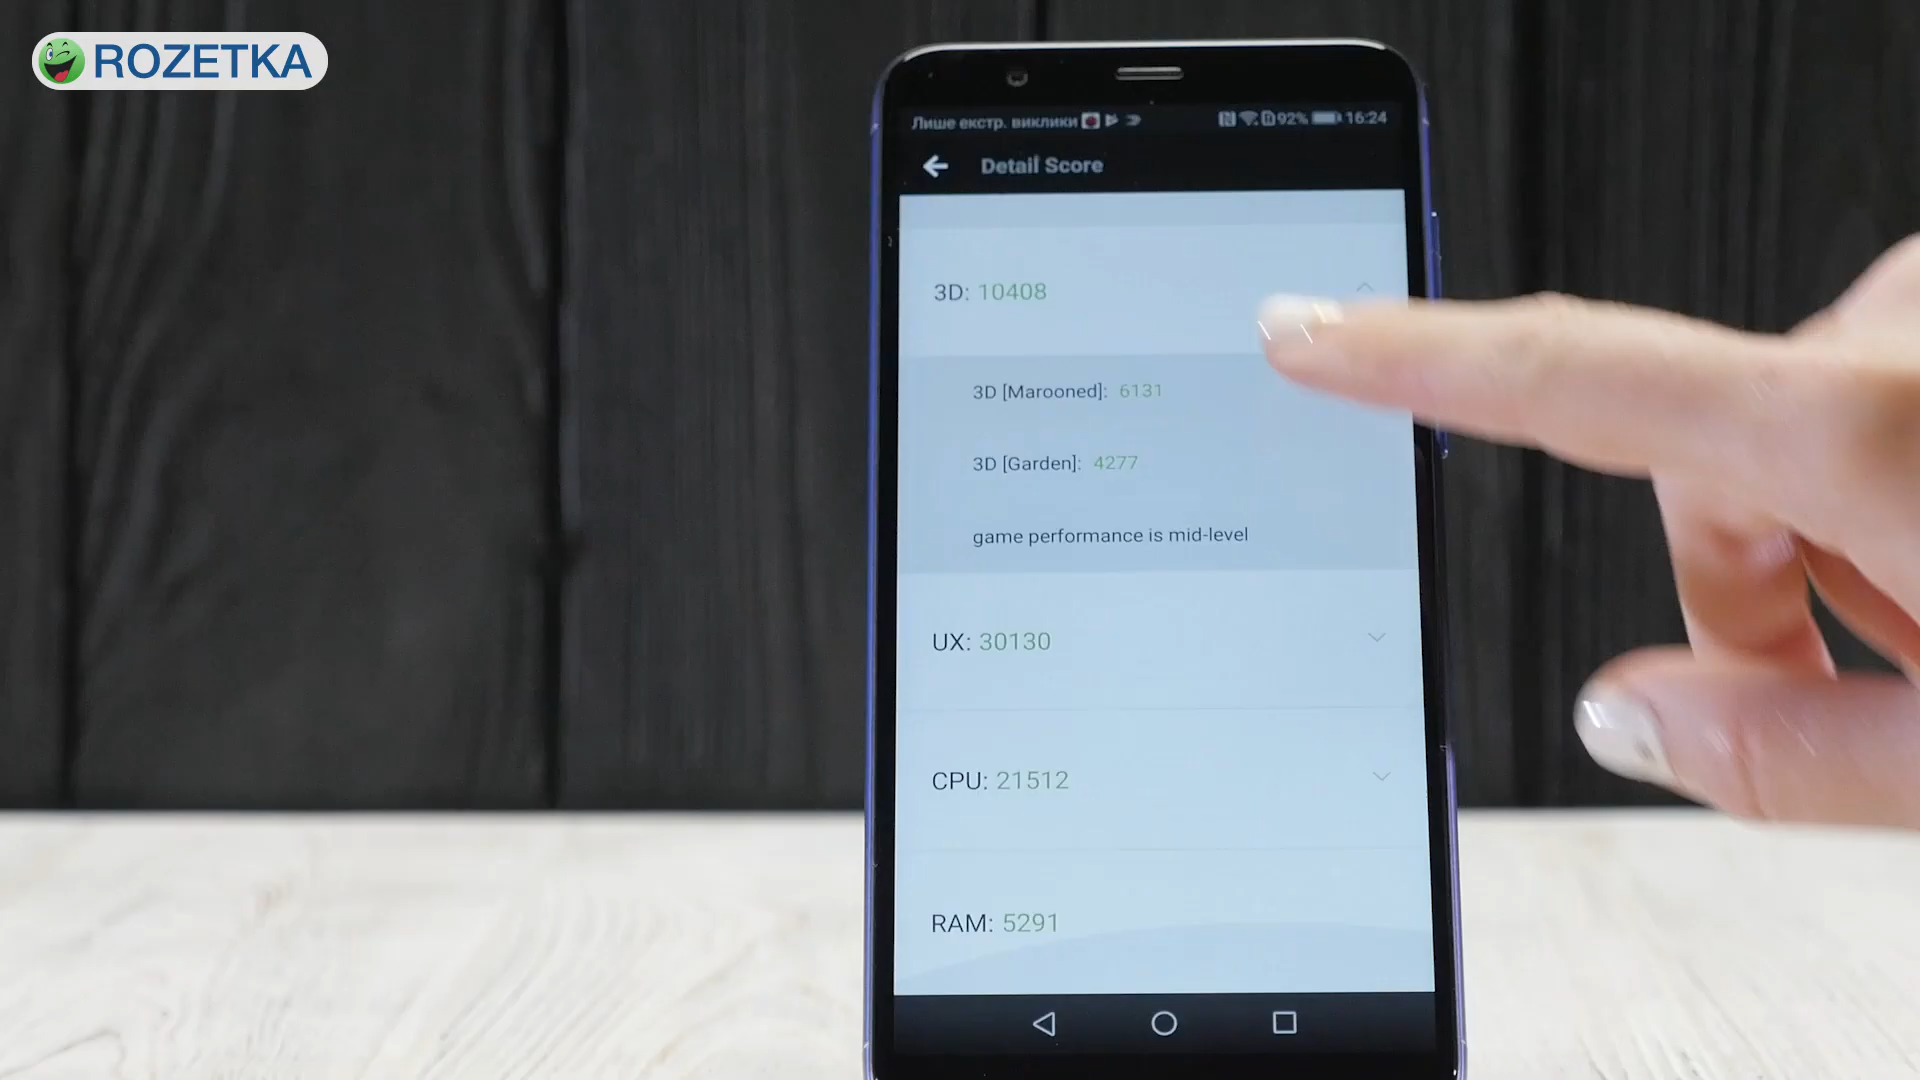 ROZETKA
Лише екстр. виклики
92% 16:24
Detail Score
3D: 10408
3D [Marooned]: 6131
3D [Garden]: 4277
game performance is mid-level
UX: 30130
CPU: 21512
RAM: 5291